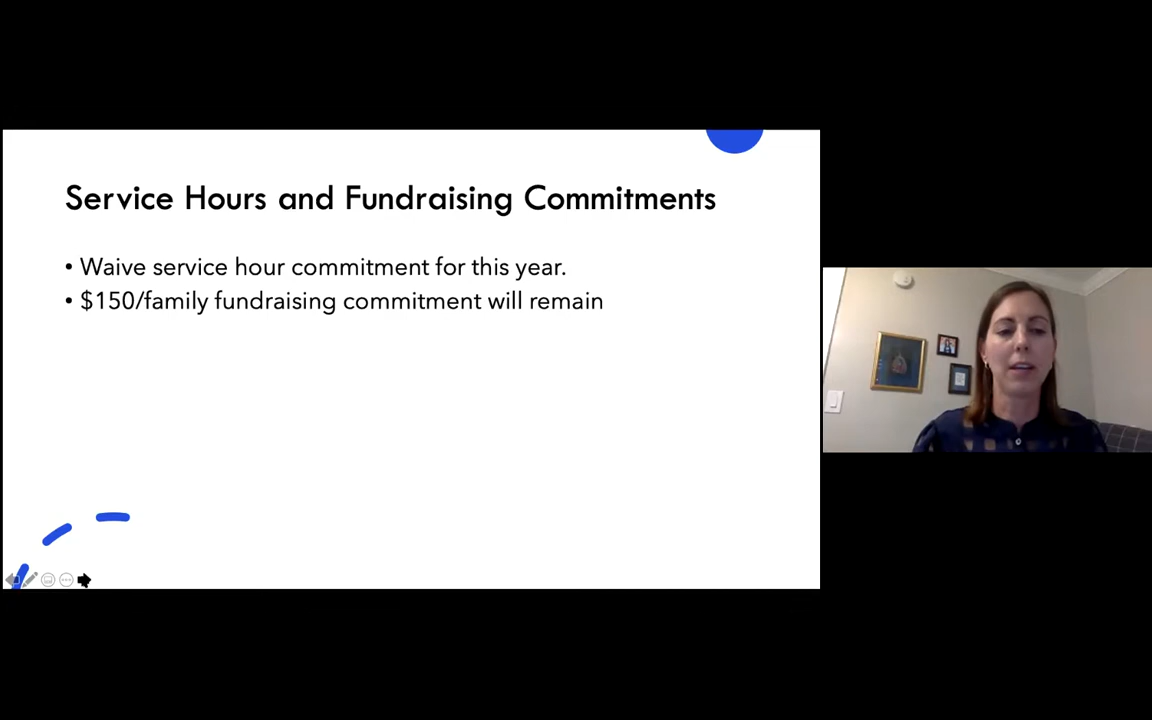 Service Hours and Fundraising Commitments
• Waive service hour commitment for this year.
• $150/family fundraising commitment will remain